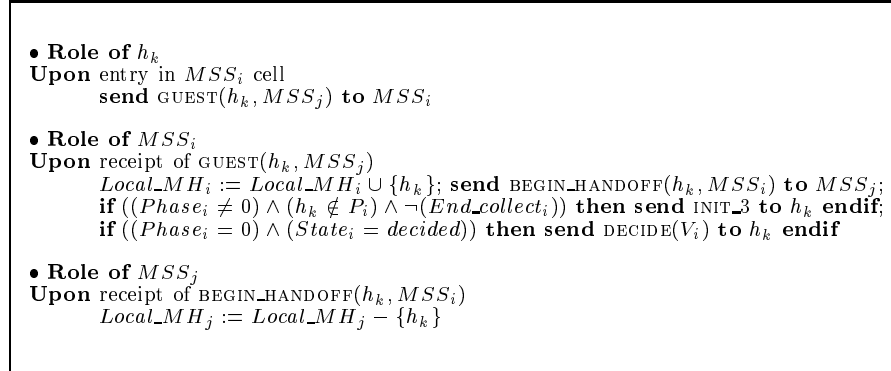 • Role of h_k
Upon entry in MSS_i cell
send GUEST(h_k, MSS_j) to MSS_i
• Role of MSS_i
Upon receipt of GUEST(h_k, MSS_j)
Local_MH_i := Local_MH_i ∪ {h_k}; send BEGIN_HANDOFF(h_k, MSS_i) to MSS_j;
if ((Phase_i ≠ 0) ∧ (h_k ∉ P_i) ∧ ¬(End_collect_i)) then send INIT_3 to h_k endif;
if ((Phase_i = 0) ∧ (State_i = decided)) then send DECIDE(V_i) to h_k endif
• Role of MSS_j
Upon receipt of BEGIN_HANDOFF(h_k, MSS_i)
Local_MH_j := Local_MH_j − {h_k}